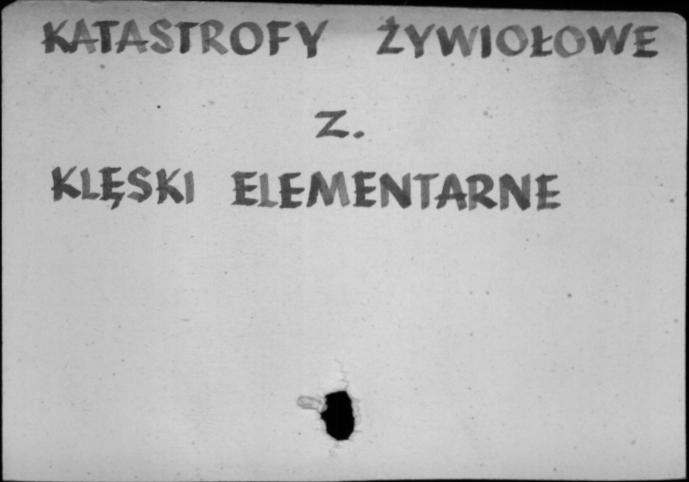 KATASTROFY ŻYWIOŁOWE
Z.
KLĘSKI ELEMENTARNE